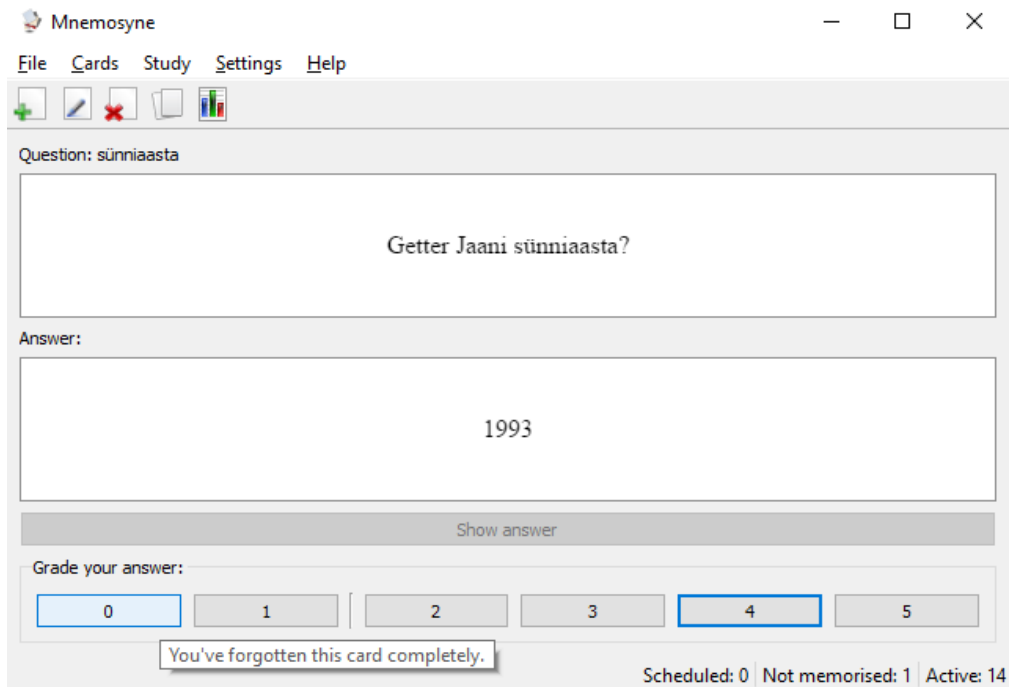 Mnemosyne
File Cards Study Settings Help
Question: sünniaasta
Getter Jaani sünniaasta?
Answer:
1993
Show answer
Grade your answer:
0 1 2 3 4 5
You've forgotten this card completely.
Scheduled: 0 Not memorised: 1 Active: 14